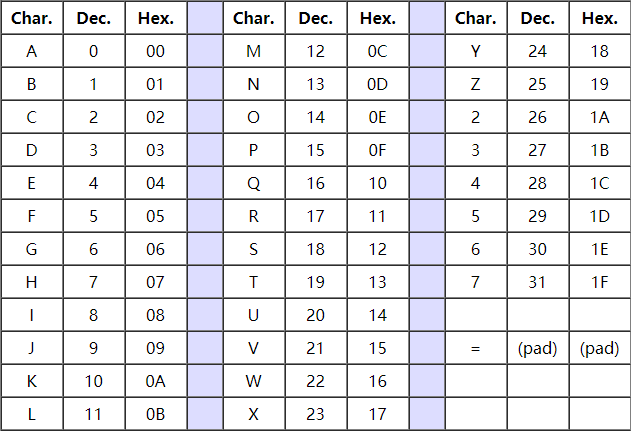 Char. Dec. Hex. Char. Dec. Hex. Char. Dec. Hex.
A 0 00 M 12 0C Y 24 18
B 1 01 N 13 0D Z 25 19
C 2 02 O 14 0E 2 26 1A
D 3 03 P 15 0F 3 27 1B
E 4 04 Q 16 10 4 28 1C
F 5 05 R 17 11 5 29 1D
G 6 06 S 18 12 6 30 1E
H 7 07 T 19 13 7 31 1F
I 8 08 U 20 14
J 9 09 V 21 15 = (pad) (pad)
K 10 0A W 22 16
L 11 0B X 23 17